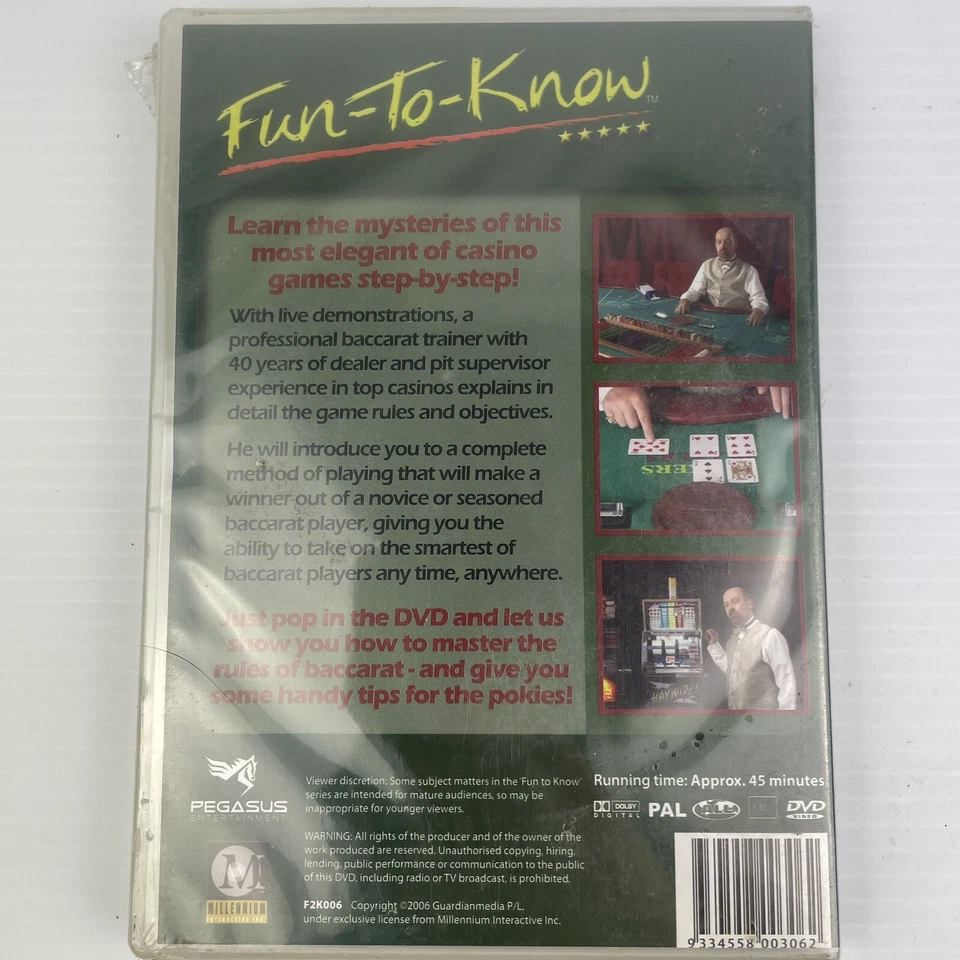 Fun-To-Know™
Learn the mysteries of this
most elegant of casino
games step-by-step!
With live demonstrations, a
professional baccarat trainer with
40 years of dealer and pit supervisor
experience in top casinos explains in
detail the game rules and objectives.
He will introduce you to a complete
method of playing that will make a
winner out of a novice or seasoned
baccarat player, giving you the
ability to take on the smartest of
baccarat players any time, anywhere.
Just pop in the DVD and let us
show you how to master the
rules of baccarat - and give you
some handy tips for the pokies!
KERS
HAYWIRE
PEGASUS
ENTERTAINMENT
Viewer discretion: Some subject matters in the 'Fun to Know'
series are intended for mature audiences, so may be
inappropriate for younger viewers.
Running time: Approx. 45 minutes
DOLBY
DIGITAL
PAL
ALL
DVD
VIDEO
WARNING: All rights of the producer and of the owner of the
work produced are reserved. Unauthorised copying, hiring,
lending, public performance or communication to the public
of this DVD, including radio or TV broadcast, is prohibited.
M
MILLENNIUM
INTERACTIVE INC.
F2K006 Copyright ©2006 Guardianmedia P/L,
under exclusive license from Millennium Interactive Inc.
9 334558 003062